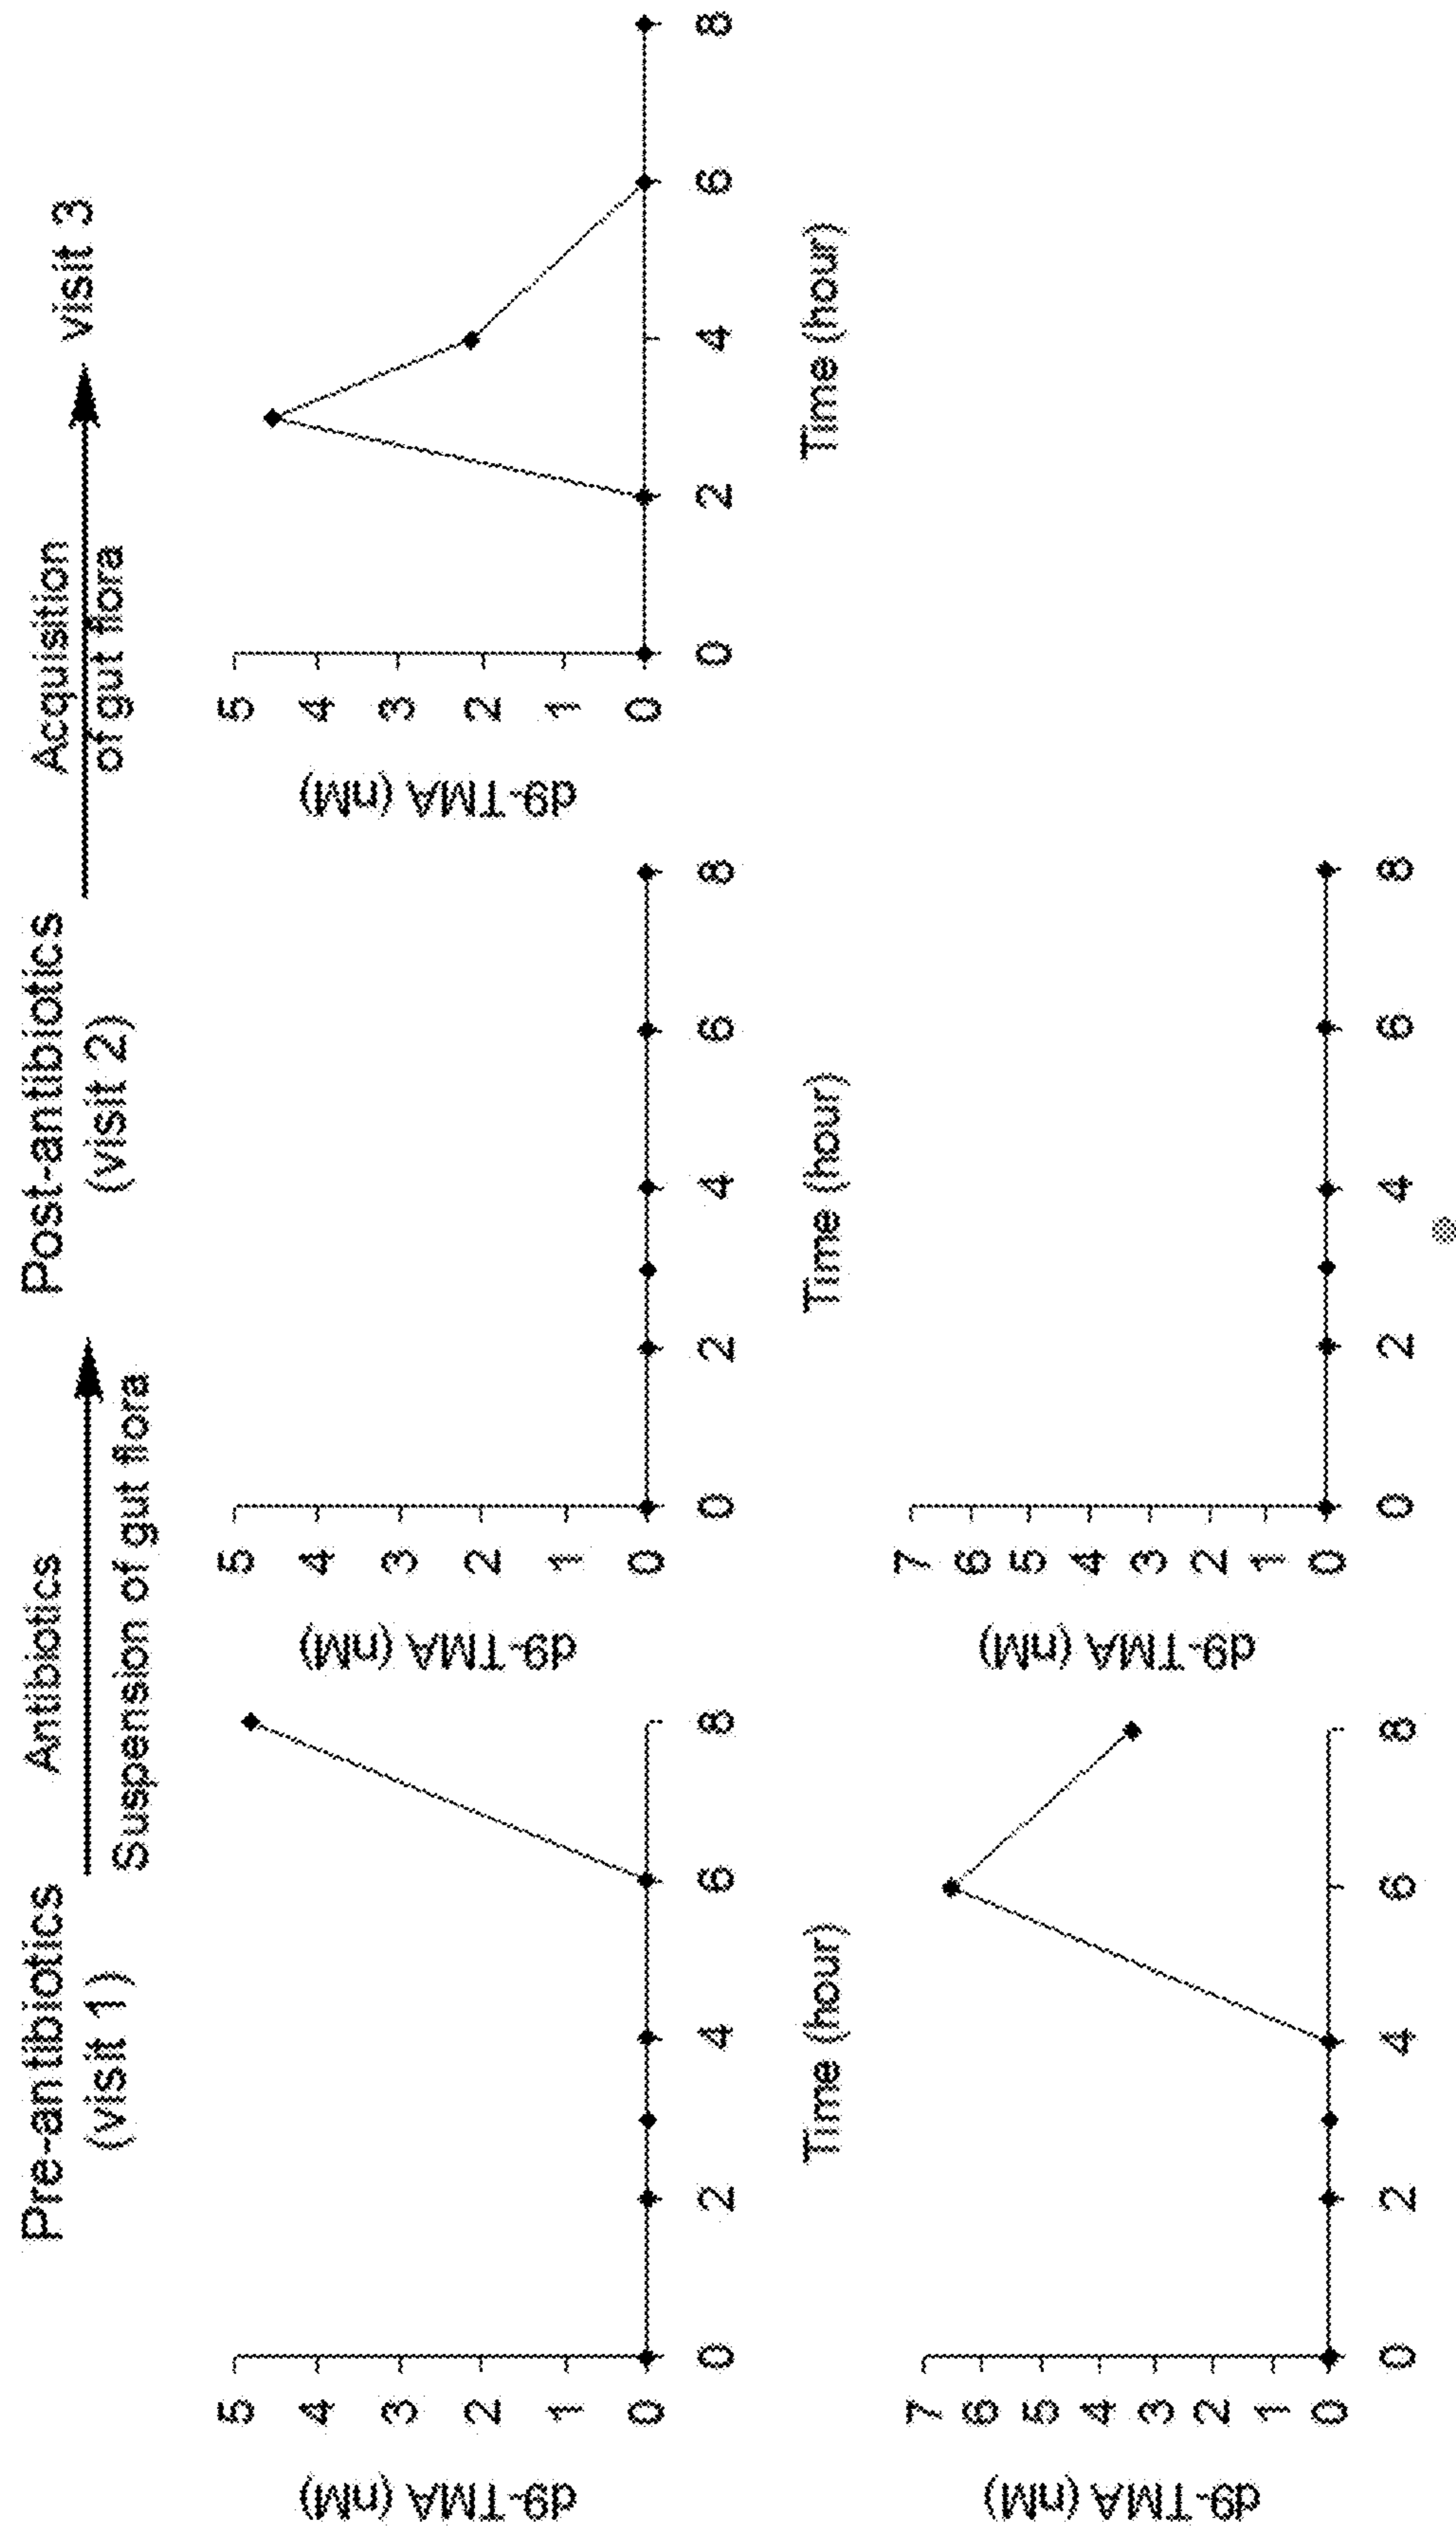 Pre-antibiotics
(visit 1)
Antibiotics
Suspension of gut flora
Post-antibiotics
(visit 2)
Acquisition
of gut flora
visit 3
d9-TMA (nM)
5
4
3
2
1
0
0 2 4 6 8
Time (hour)
d9-TMA (nM)
5
4
3
2
1
0
0 2 4 6 8
Time (hour)
d9-TMA (nM)
5
4
3
2
1
0
0 2 4 6 8
Time (hour)
d9-TMA (nM)
7
6
5
4
3
2
1
0
0 2 4 6 8
d9-TMA (nM)
7
6
5
4
3
2
1
0
0 2 4 6 8